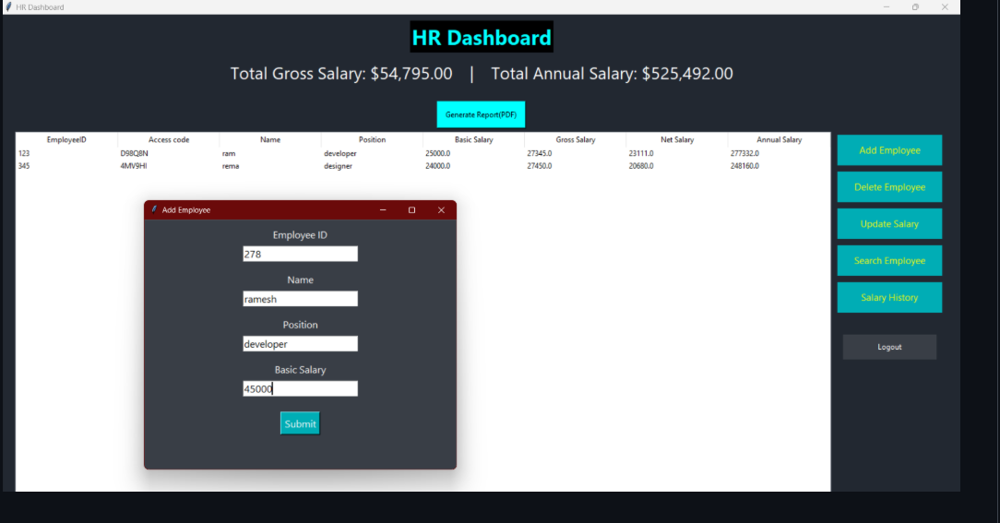 HR Dashboard
HR Dashboard
Total Gross Salary: $54,795.00 | Total Annual Salary: $525,492.00
Generate Report(PDF)
EmployeeID Access code Name Position Basic Salary Gross Salary Net Salary Annual Salary
123 D98Q8N ram developer 25000.0 27345.0 23111.0 277332.0
345 4MV9HI rema designer 24000.0 27450.0 20680.0 248160.0
Add Employee
Delete Employee
Update Salary
Search Employee
Salary History
Logout
Add Employee
Employee ID
278
Name
ramesh
Position
developer
Basic Salary
45000
Submit